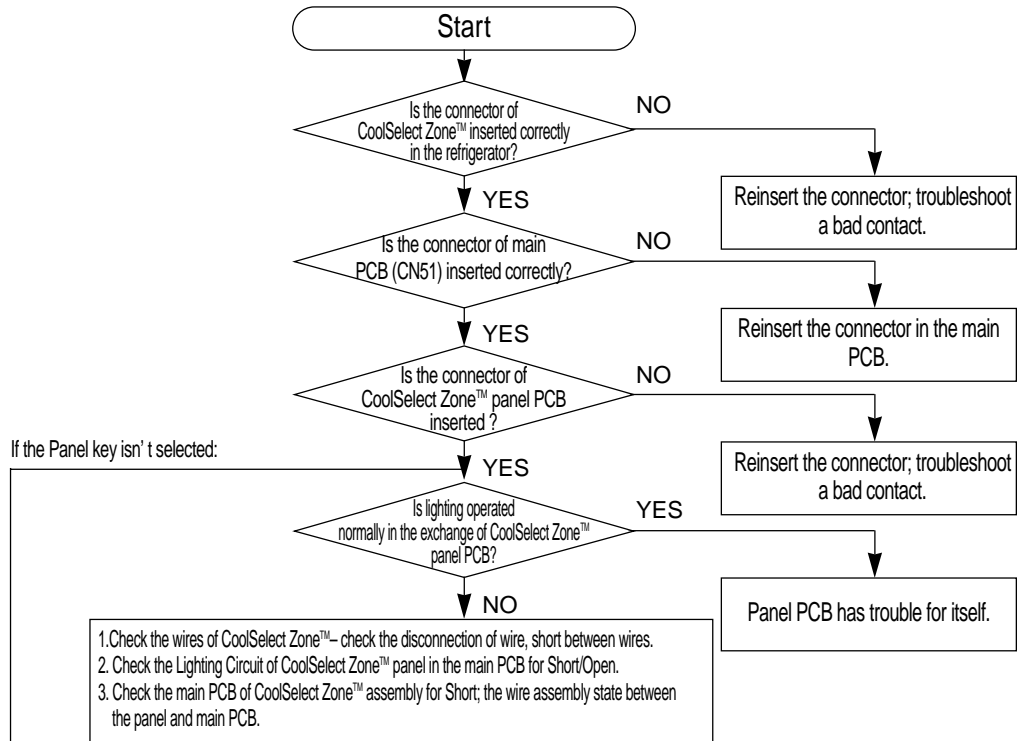 Start
Is the connector of
CoolSelect Zone™ inserted correctly
in the refrigerator?
NO
Reinsert the connector; troubleshoot
a bad contact.
YES
Is the connector of main
PCB (CN51) inserted correctly?
NO
Reinsert the connector in the main
PCB.
YES
Is the connector of
CoolSelect Zone™ panel PCB
inserted ?
NO
Reinsert the connector; troubleshoot
a bad contact.
If the Panel key isn' t selected:
YES
Is lighting operated
normally in the exchange of CoolSelect Zone™
panel PCB?
YES
Panel PCB has trouble for itself.
NO
1.Check the wires of CoolSelect Zone™– check the disconnection of wire, short between wires.
2. Check the Lighting Circuit of CoolSelect Zone™ panel in the main PCB for Short/Open.
3. Check the main PCB of CoolSelect Zone™ assembly for Short; the wire assembly state between
the panel and main PCB.